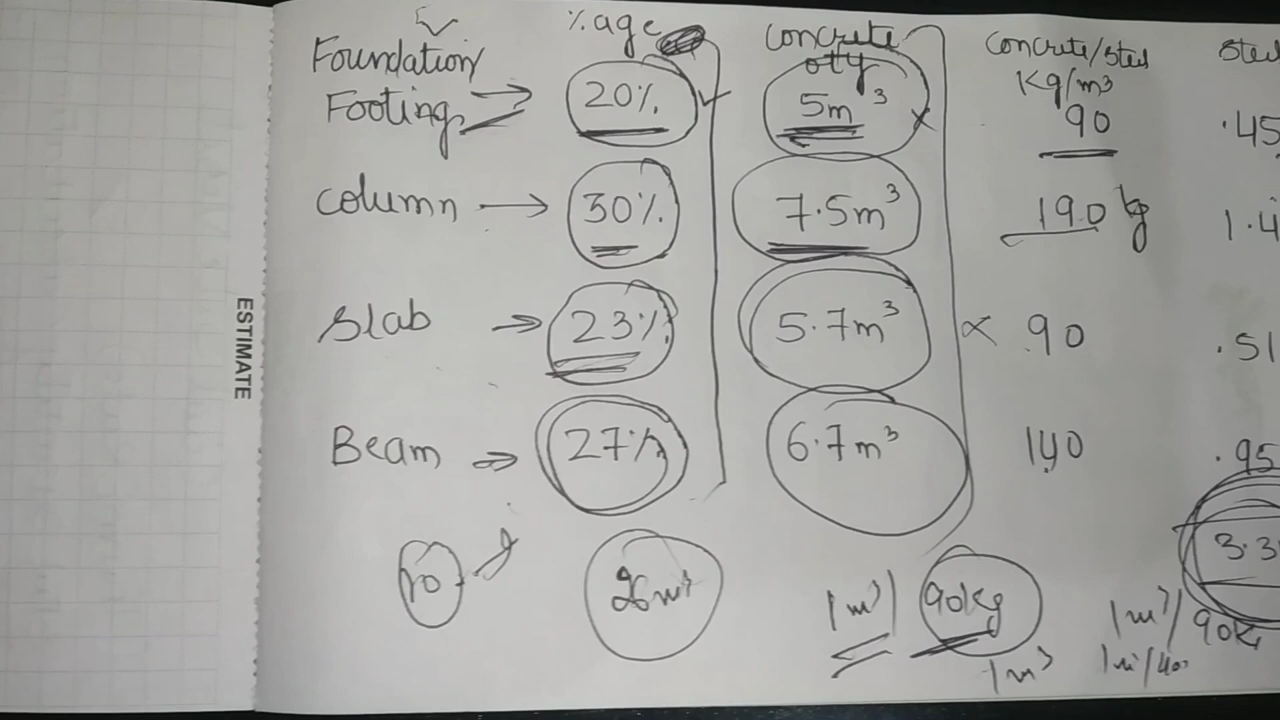 %age concrete concrete/steel
Foundation qty Kg/m³
Footing 20% 5m³ 90 .45
column 30% 7.5m³ 190 kg 1.4
slab 23% 5.7m³ 90 .51
Beam 27% 6.7m³ 140 .95
3.3
1m³ 90kg 1m³/
1m³ 90K
ESTIMATE